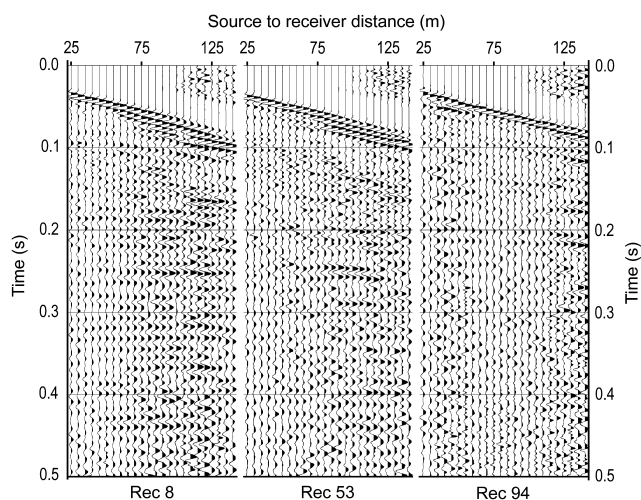 Source to receiver distance (m)
25 75 125 25 75 125 25 75 125
0.0 0.0
0.1 0.1
0.2 0.2
0.3 0.3
0.4 0.4
0.5 0.5
Time (s) Time (s)
Rec 8 Rec 53 Rec 94